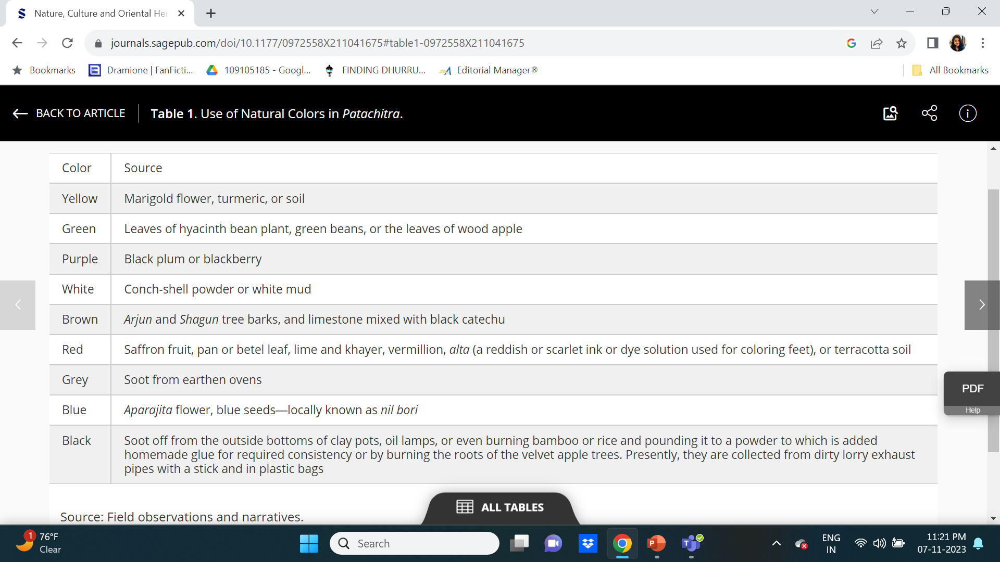 Nature, Culture and Oriental Her
journals.sagepub.com/doi/10.1177/0972558X211041675#table1-0972558X211041675
Bookmarks
Dramione | FanFicti...
109105185 - Googl...
FINDING DHURRU...
Editorial Manager®
All Bookmarks
BACK TO ARTICLE
Table 1. Use of Natural Colors in Patachitra.
Color Source
Yellow Marigold flower, turmeric, or soil
Green Leaves of hyacinth bean plant, green beans, or the leaves of wood apple
Purple Black plum or blackberry
White Conch-shell powder or white mud
Brown Arjun and Shagun tree barks, and limestone mixed with black catechu
Red Saffron fruit, pan or betel leaf, lime and khayer, vermillion, alta (a reddish or scarlet ink or dye solution used for coloring feet), or terracotta soil
Grey Soot from earthen ovens
Blue Aparajita flower, blue seeds—locally known as nil bori
Black Soot off from the outside bottoms of clay pots, oil lamps, or even burning bamboo or rice and pounding it to a powder to which is added
homemade glue for required consistency or by burning the roots of the velvet apple trees. Presently, they are collected from dirty lorry exhaust
pipes with a stick and in plastic bags
PDF
Help
ALL TABLES
Source: Field observations and narratives.
1
76°F
Clear
Search
P
T
ENG
IN
11:21 PM
07-11-2023